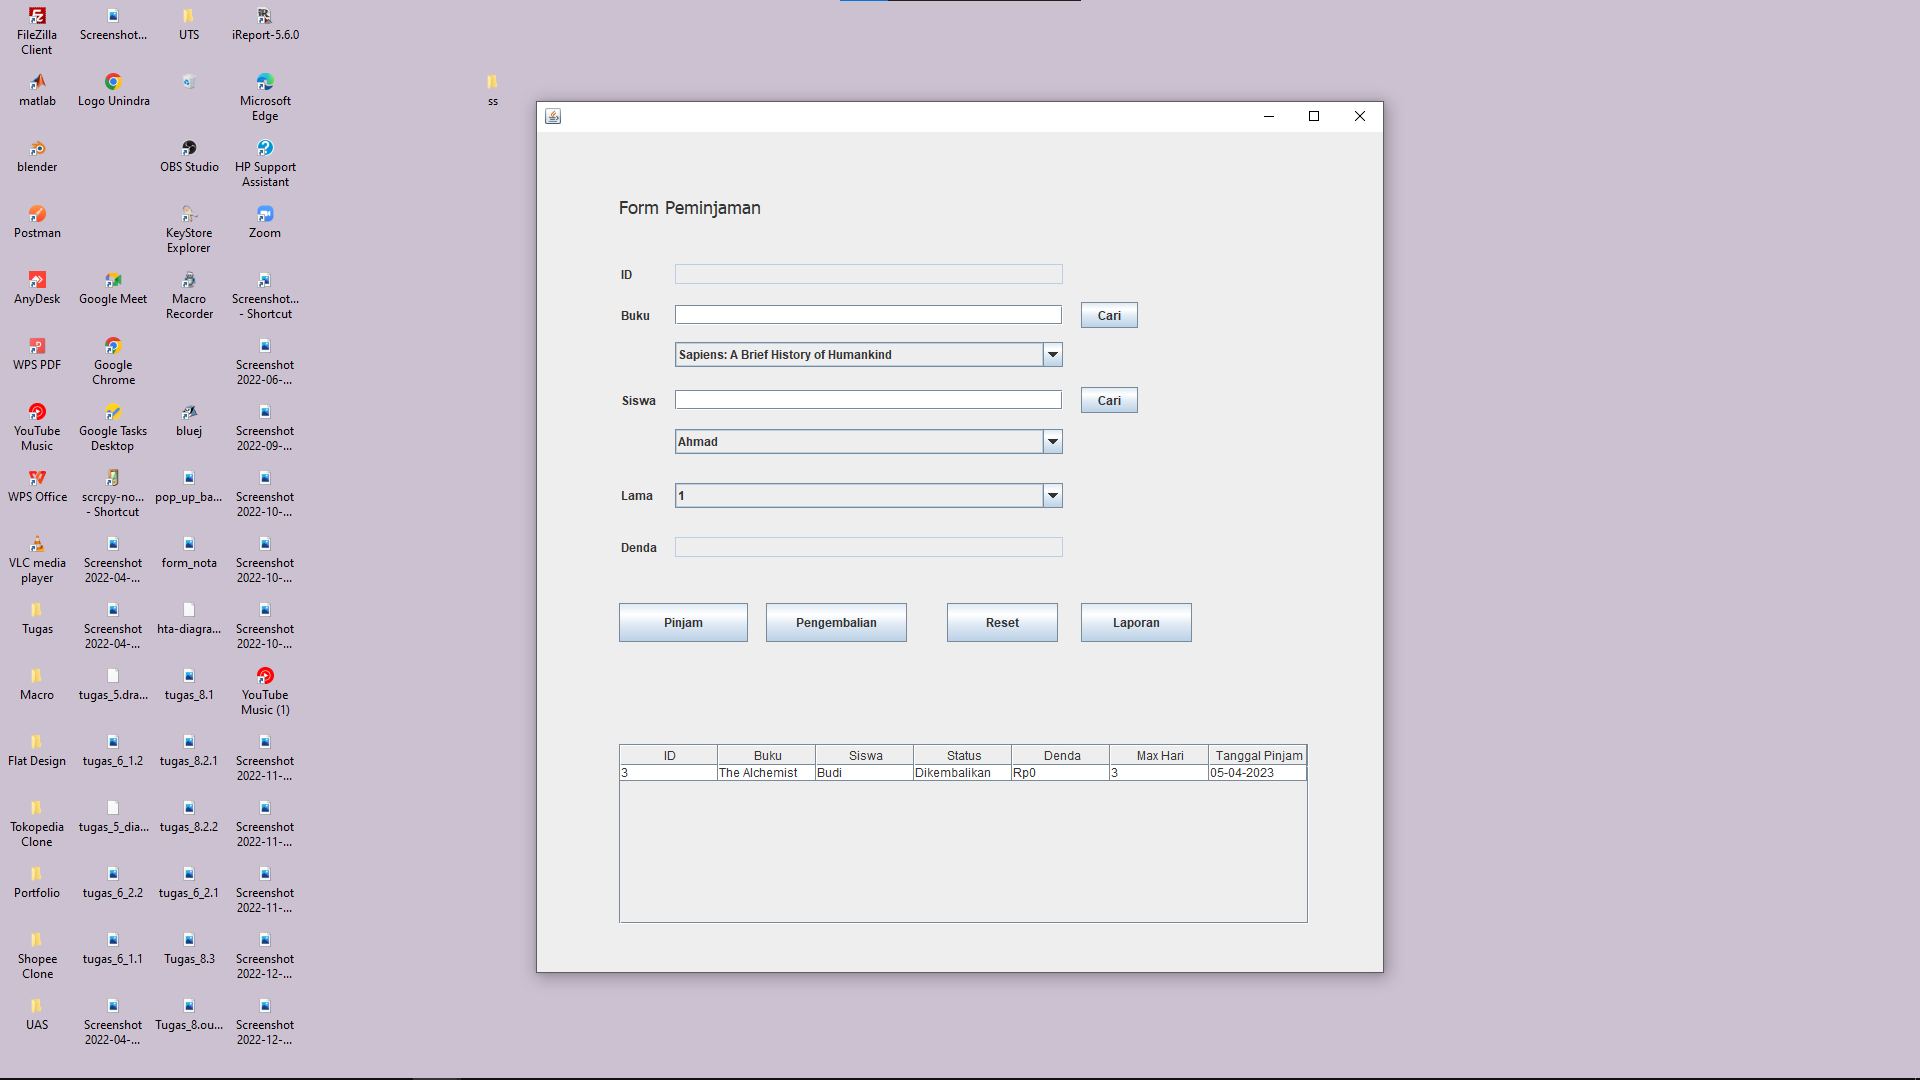 FileZilla
Client
Screenshot...
UTS
iReport-5.6.0
matlab
Logo Unindra
Microsoft
Edge
ss
blender
OBS Studio
HP Support
Assistant
Postman
KeyStore
Explorer
Zoom
AnyDesk
Google Meet
Macro
Recorder
Screenshot...
- Shortcut
WPS PDF
Google
Chrome
Screenshot
2022-06-...
YouTube
Music
Google Tasks
Desktop
bluej
Screenshot
2022-09-...
WPS Office
scrcpy-no...
- Shortcut
pop_up_ba...
Screenshot
2022-10-...
VLC media
player
Screenshot
2022-04-...
form_nota
Screenshot
2022-10-...
Tugas
Screenshot
2022-04-...
hta-diagra...
Screenshot
2022-10-...
Macro
tugas_5.dra...
tugas_8.1
YouTube
Music (1)
Flat Design
tugas_6_1.2
tugas_8.2.1
Screenshot
2022-11-...
Tokopedia
Clone
tugas_5_dia...
tugas_8.2.2
Screenshot
2022-11-...
Portfolio
tugas_6_2.2
tugas_6_2.1
Screenshot
2022-11-...
Shopee
Clone
tugas_6_1.1
Tugas_8.3
Screenshot
2022-12-...
UAS
Screenshot
2022-04-...
Tugas_8.ou...
Screenshot
2022-12-...
Form Peminjaman
ID
Buku
Cari
Sapiens: A Brief History of Humankind
Siswa
Cari
Ahmad
Lama
1
Denda
Pinjam
Pengembalian
Reset
Laporan
ID Buku Siswa Status Denda Max Hari Tanggal Pinjam
3 The Alchemist Budi Dikembalikan Rp0 3 05-04-2023